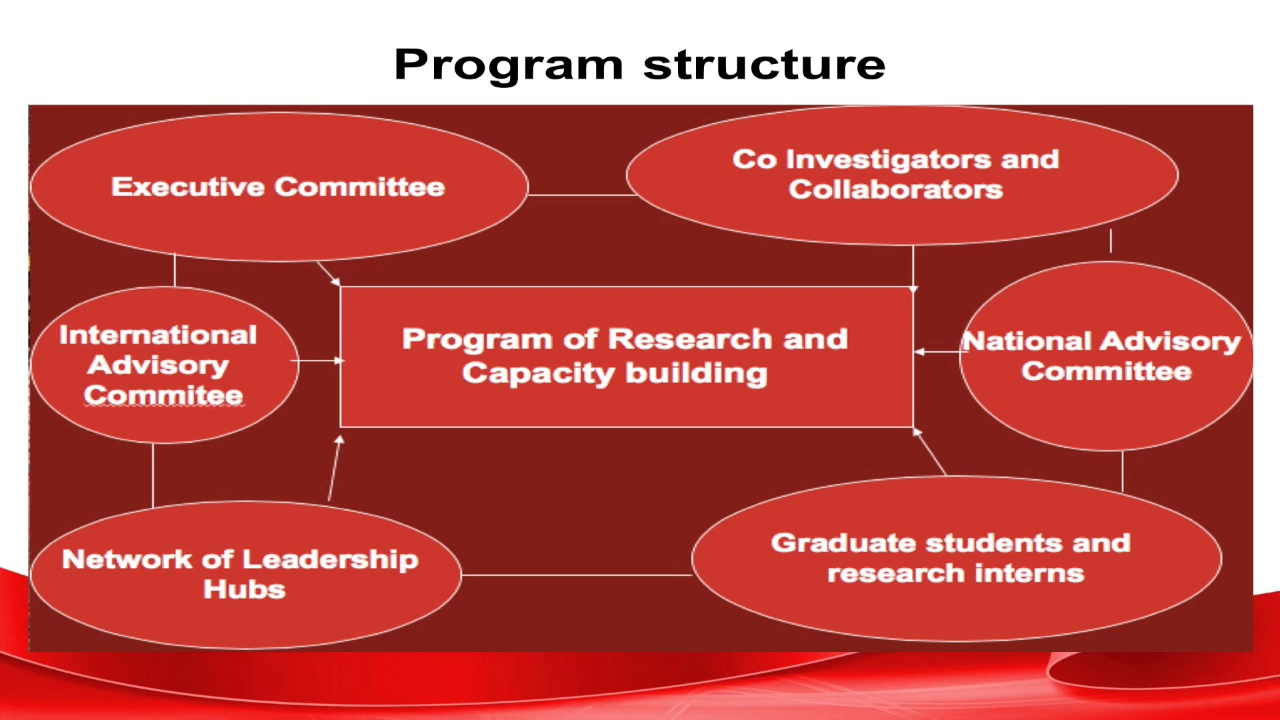 Program structure
Executive Committee
Co Investigators and
Collaborators
International
Advisory
Commitee
Program of Research and
Capacity building
National Advisory
Committee
Network of Leadership
Hubs
Graduate students and
research interns